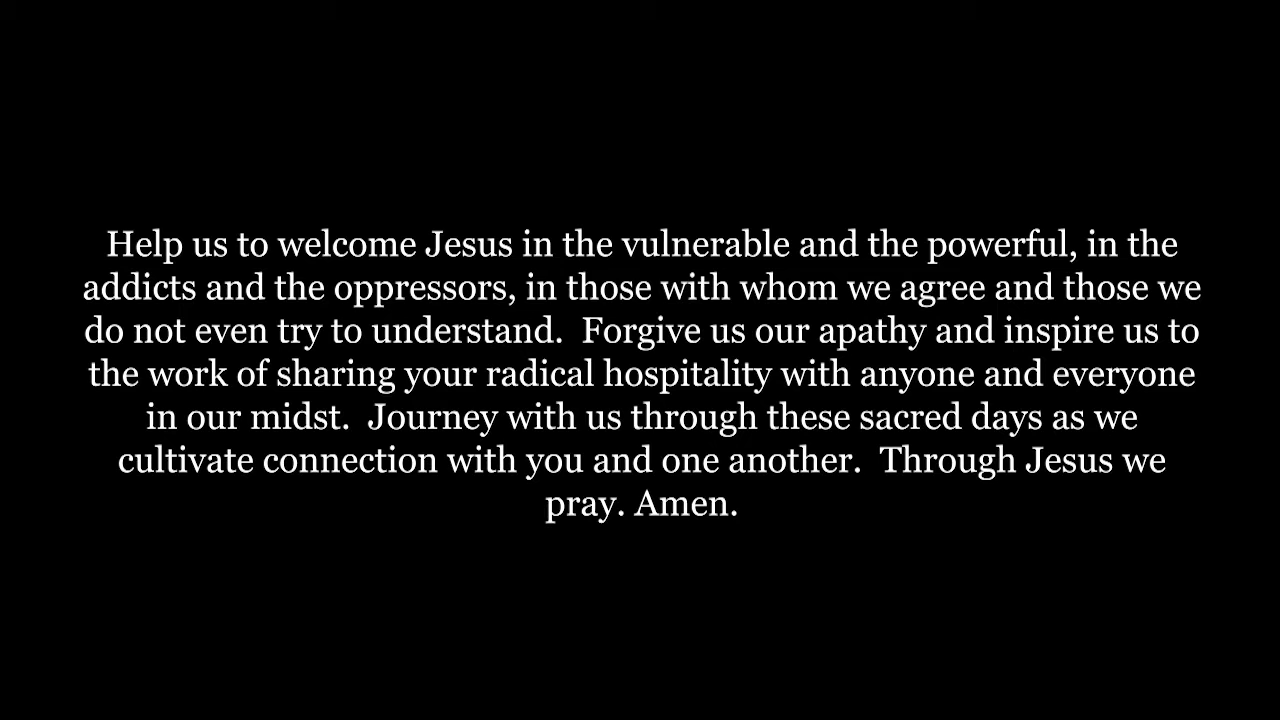 Help us to welcome Jesus in the vulnerable and the powerful, in the
addicts and the oppressors, in those with whom we agree and those we
do not even try to understand.  Forgive us our apathy and inspire us to
the work of sharing your radical hospitality with anyone and everyone
in our midst.  Journey with us through these sacred days as we
cultivate connection with you and one another.  Through Jesus we
pray. Amen.